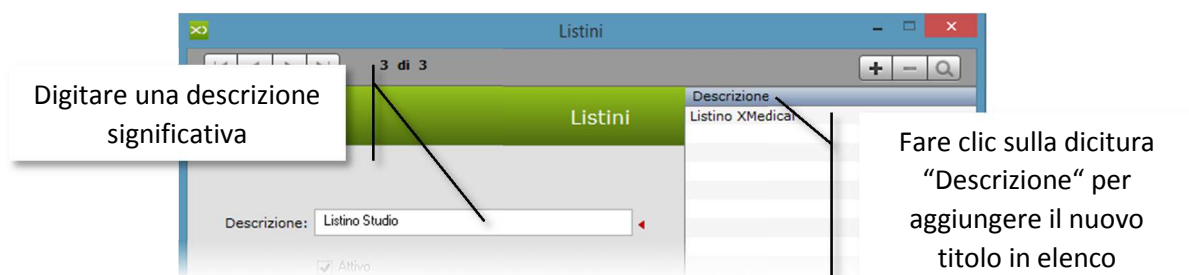 Listini
3 di 3
Digitare una descrizione
significativa
Listini
Descrizione
Listino XMedical
Fare clic sulla dicitura
“Descrizione“ per
aggiungere il nuovo
titolo in elenco
Descrizione: Listino Studio
Attivo